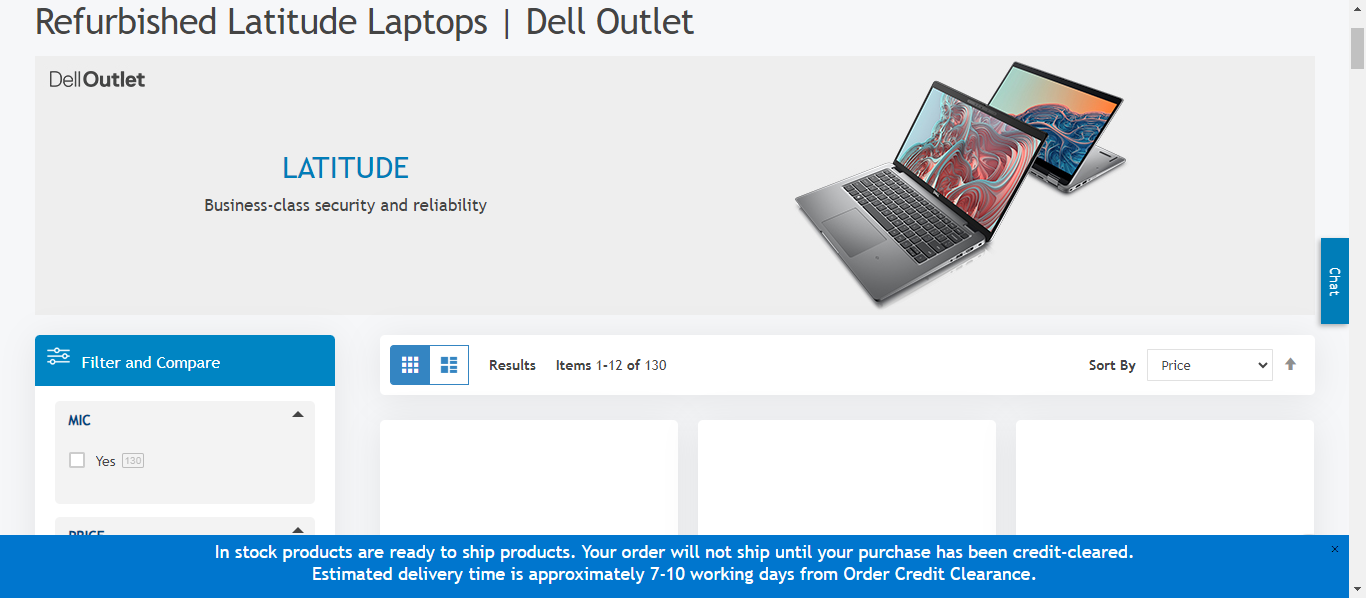 Refurbished Latitude Laptops | Dell Outlet
DellOutlet
LATITUDE
Business-class security and reliability
Chat
Filter and Compare
Results Items 1-12 of 130
Sort By Price
MIC
Yes 130
PRICE
In stock products are ready to ship products. Your order will not ship until your purchase has been credit-cleared.
Estimated delivery time is approximately 7-10 working days from Order Credit Clearance.